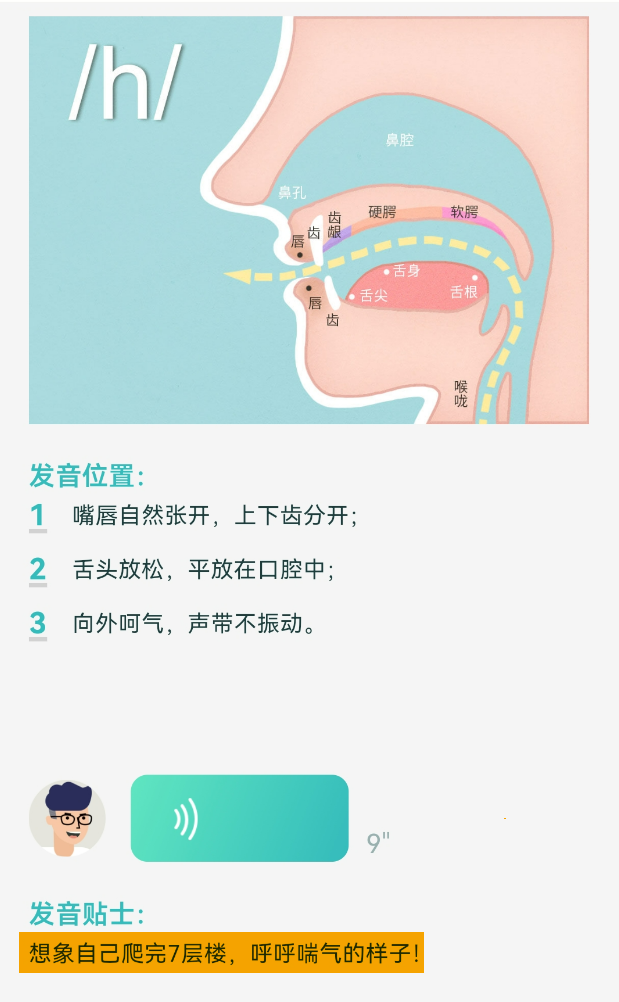 /h/
鼻腔
鼻孔
齿龈
硬腭
软腭
齿
唇
舌身
舌尖
舌根
唇
齿
喉咙
发音位置：
1 嘴唇自然张开，上下齿分开；
2 舌头放松，平放在口腔中；
3 向外呵气，声带不振动。
9"
发音贴士：
想象自己爬完7层楼，呼呼喘气的样子！